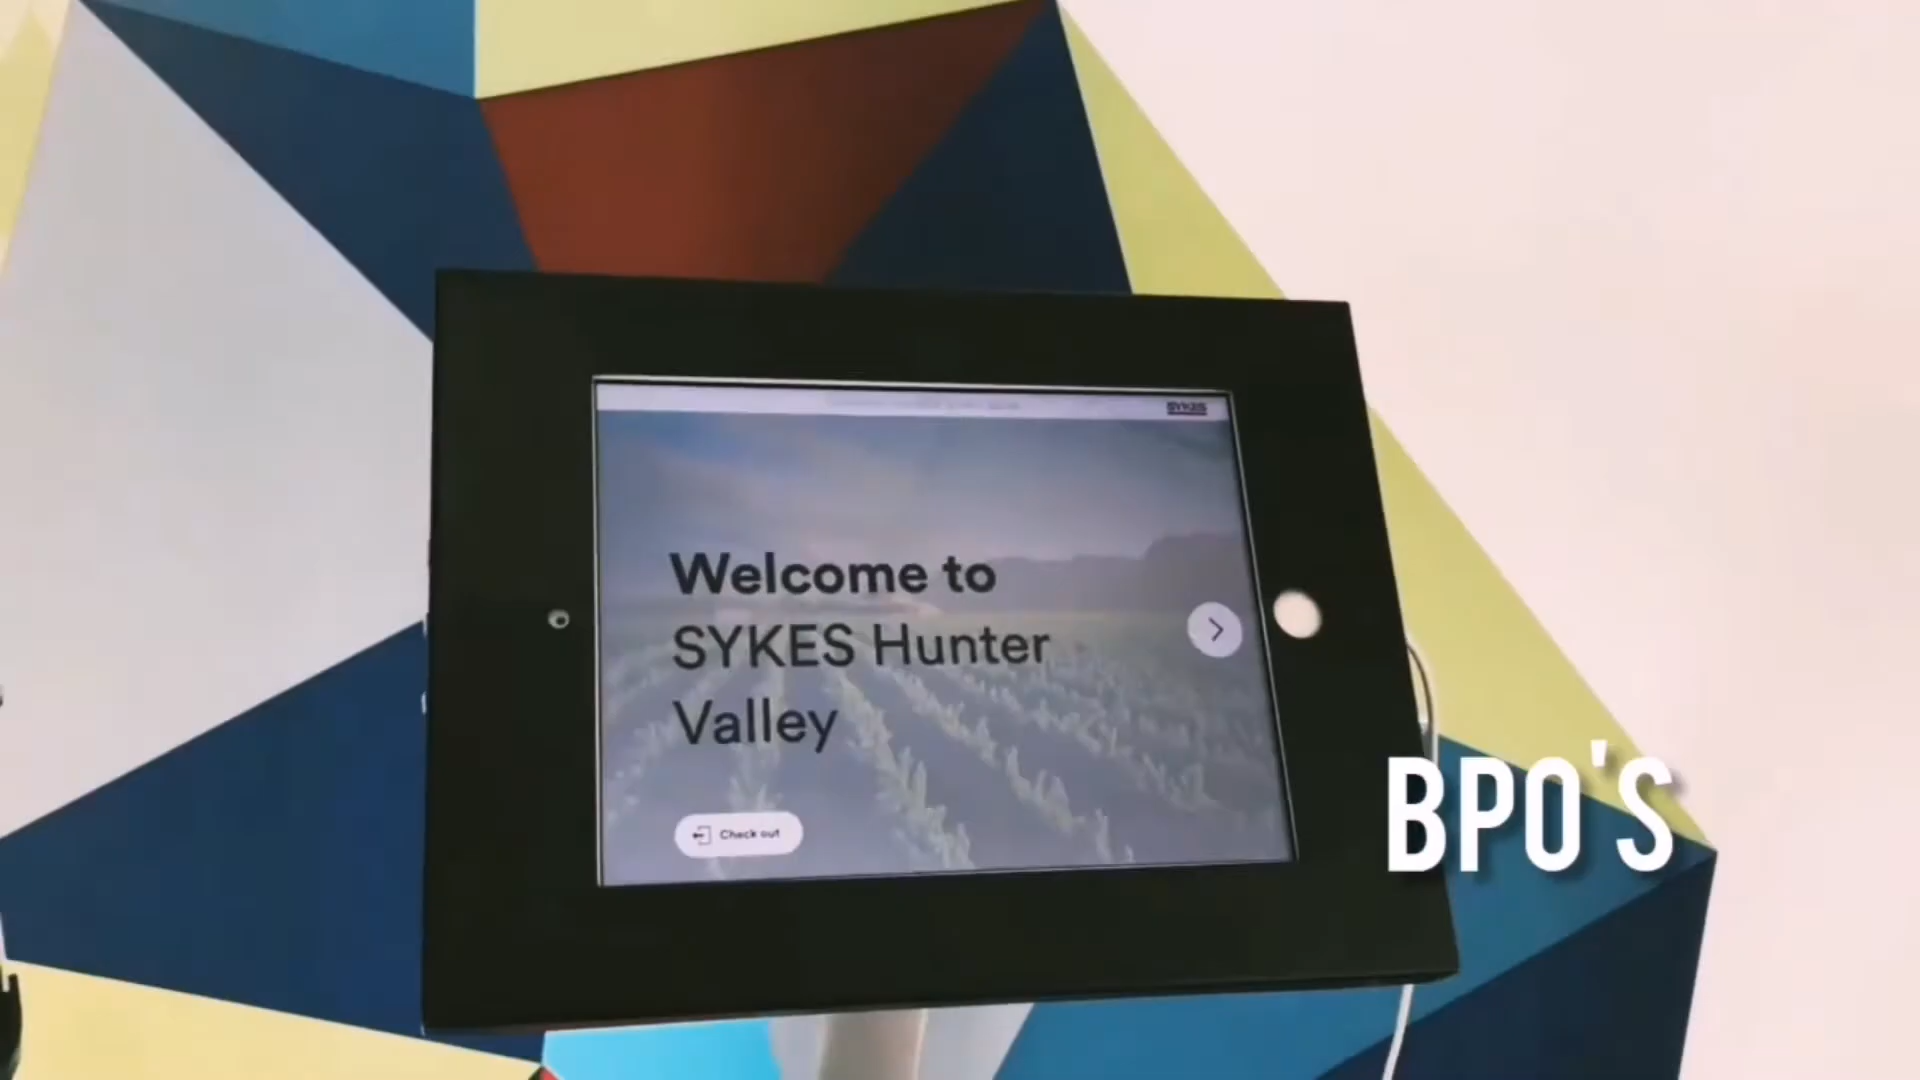 SYKES
Welcome to
SYKES Hunter
Valley
Check out
BPO'S